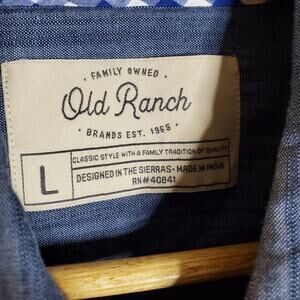 · FAMILY OWNED ·
Old Ranch
· BRANDS EST. 1966 ·
L
CLASSIC STYLE WITH A FAMILY TRADITION OF QUALITY
DESIGNED IN THE SIERRAS • MADE IN INDIA
RN#40841